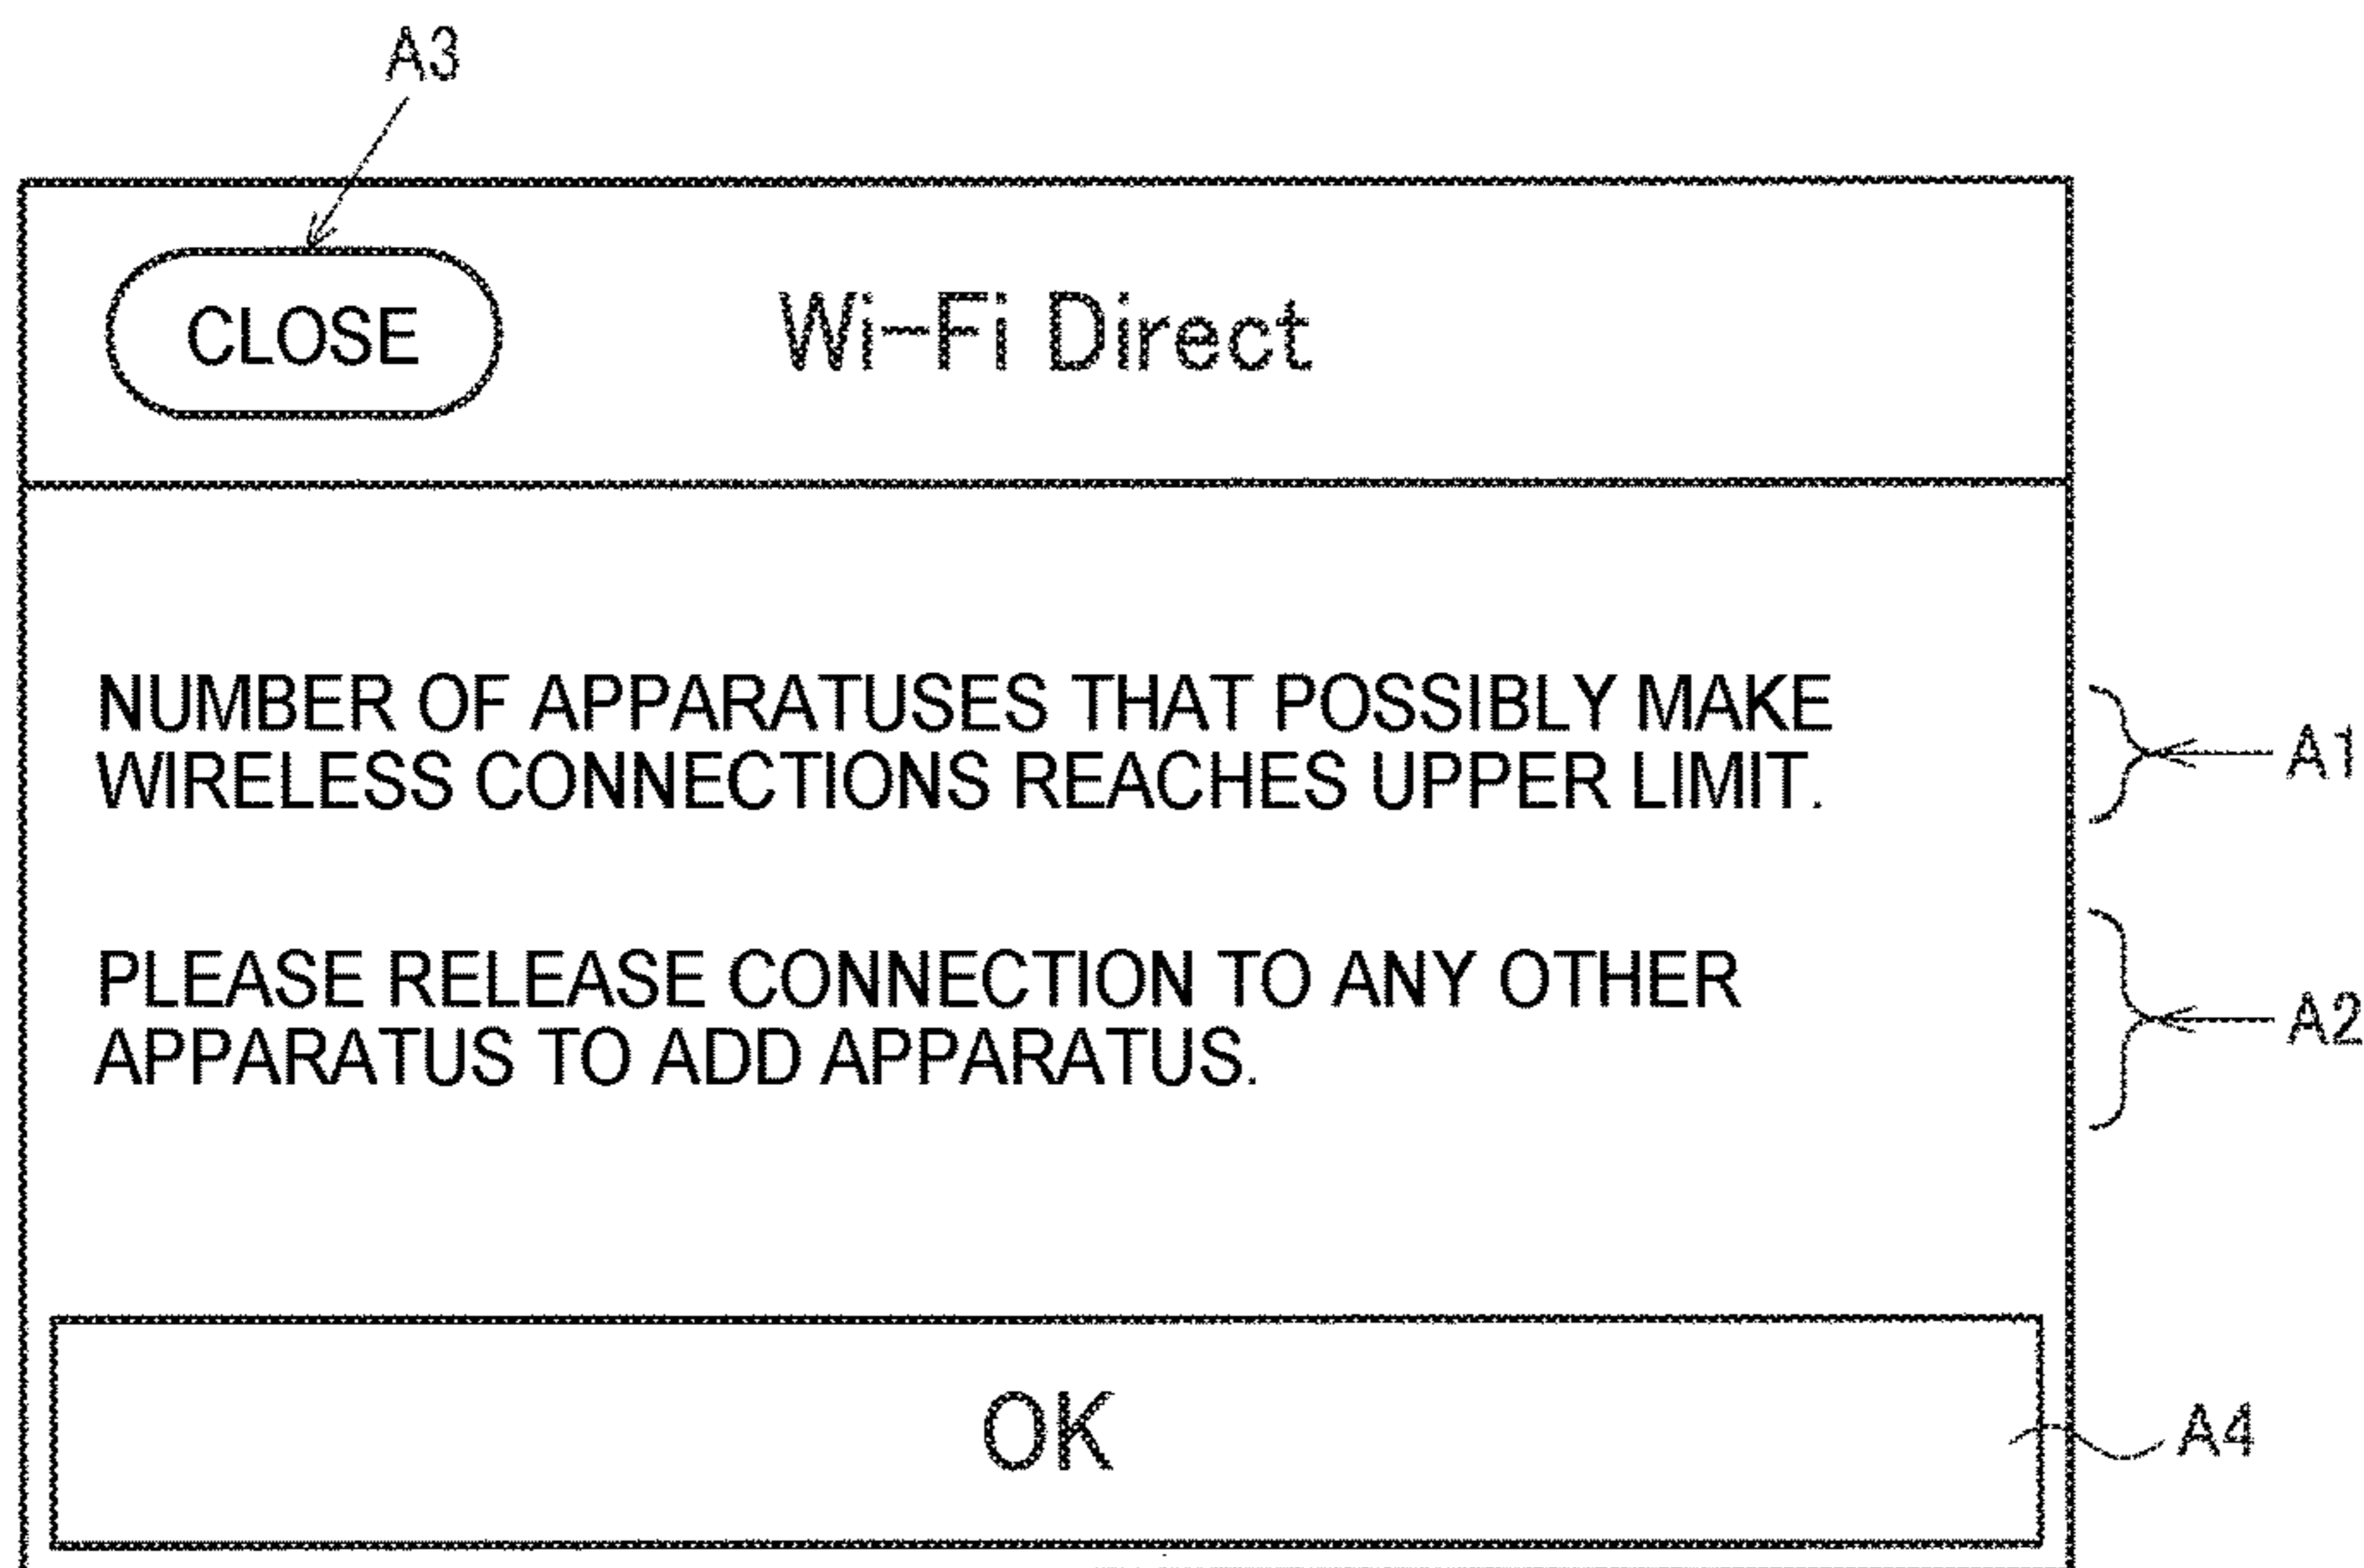 A3
CLOSE
Wi-Fi Direct
NUMBER OF APPARATUSES THAT POSSIBLY MAKE
WIRELESS CONNECTIONS REACHES UPPER LIMIT.
A1
PLEASE RELEASE CONNECTION TO ANY OTHER
APPARATUS TO ADD APPARATUS.
A2
OK
A4